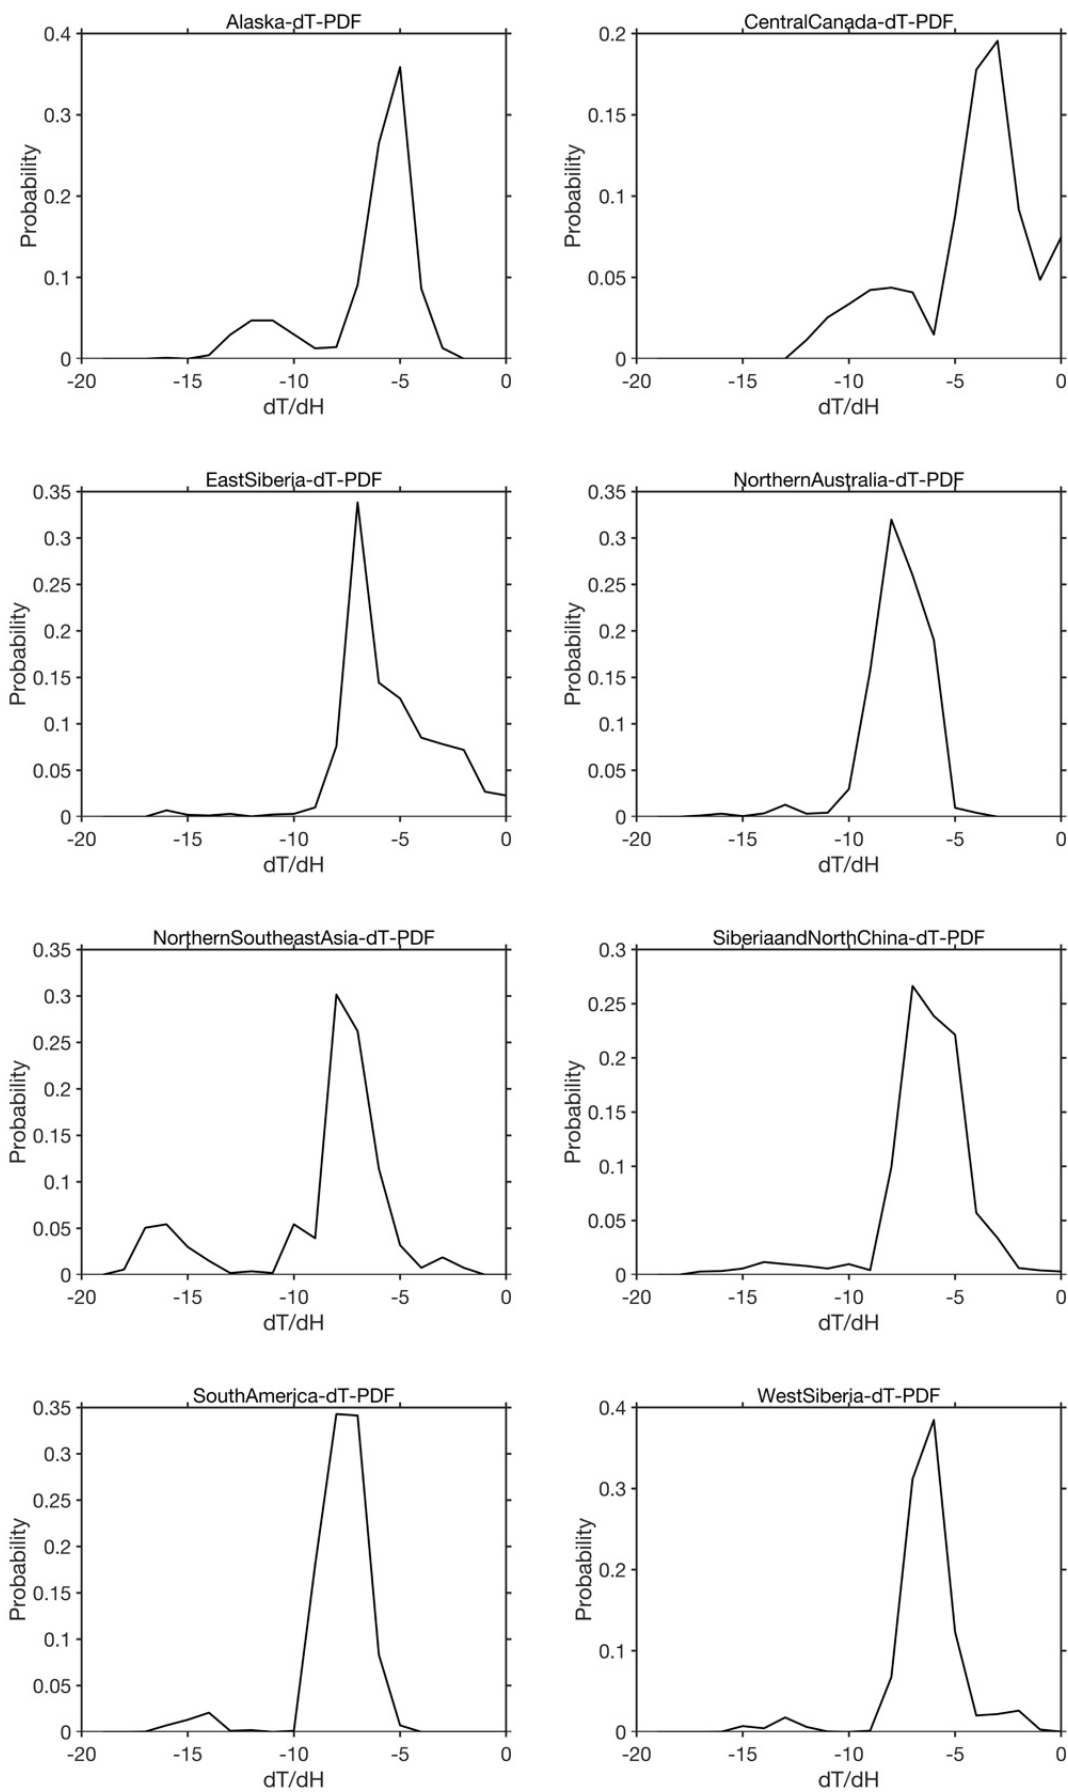 Alaska-dT-PDF
0.4
0.3
0.2
0.1
0
Probability
-20 -15 -10 -5 0
dT/dH
CentralCanada-dT-PDF
0.2
0.15
0.1
0.05
0
Probability
-20 -15 -10 -5 0
dT/dH
EastSiberia-dT-PDF
0.35
0.3
0.25
0.2
0.15
0.1
0.05
0
Probability
-20 -15 -10 -5 0
dT/dH
NorthernAustralia-dT-PDF
0.35
0.3
0.25
0.2
0.15
0.1
0.05
0
Probability
-20 -15 -10 -5 0
dT/dH
NorthernSoutheastAsia-dT-PDF
0.35
0.3
0.25
0.2
0.15
0.1
0.05
0
Probability
-20 -15 -10 -5 0
dT/dH
SiberiaandNorthChina-dT-PDF
0.3
0.25
0.2
0.15
0.1
0.05
0
Probability
-20 -15 -10 -5 0
dT/dH
SouthAmerica-dT-PDF
0.35
0.3
0.25
0.2
0.15
0.1
0.05
0
Probability
-20 -15 -10 -5 0
dT/dH
WestSiberia-dT-PDF
0.4
0.3
0.2
0.1
0
Probability
-20 -15 -10 -5 0
dT/dH